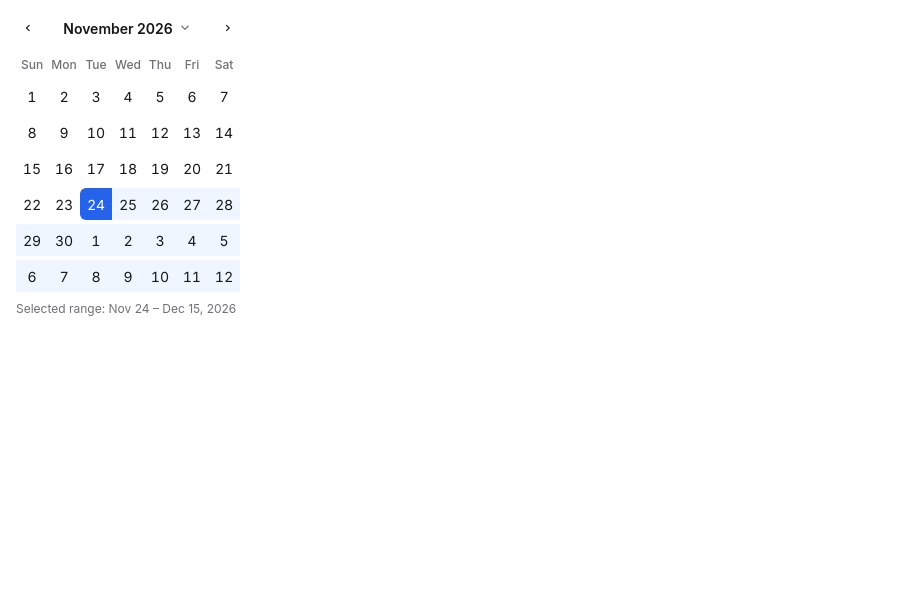 November 2026
Sun Mon Tue Wed Thu Fri Sat
1 2 3 4 5 6 7
8 9 10 11 12 13 14
15 16 17 18 19 20 21
22 23 24 25 26 27 28
29 30 1 2 3 4 5
6 7 8 9 10 11 12
Selected range: Nov 24 – Dec 15, 2026